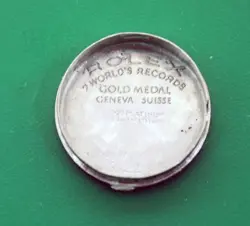 ROLEX
7 WORLD'S RECORDS
GOLD MEDAL
GENEVA SUISSE